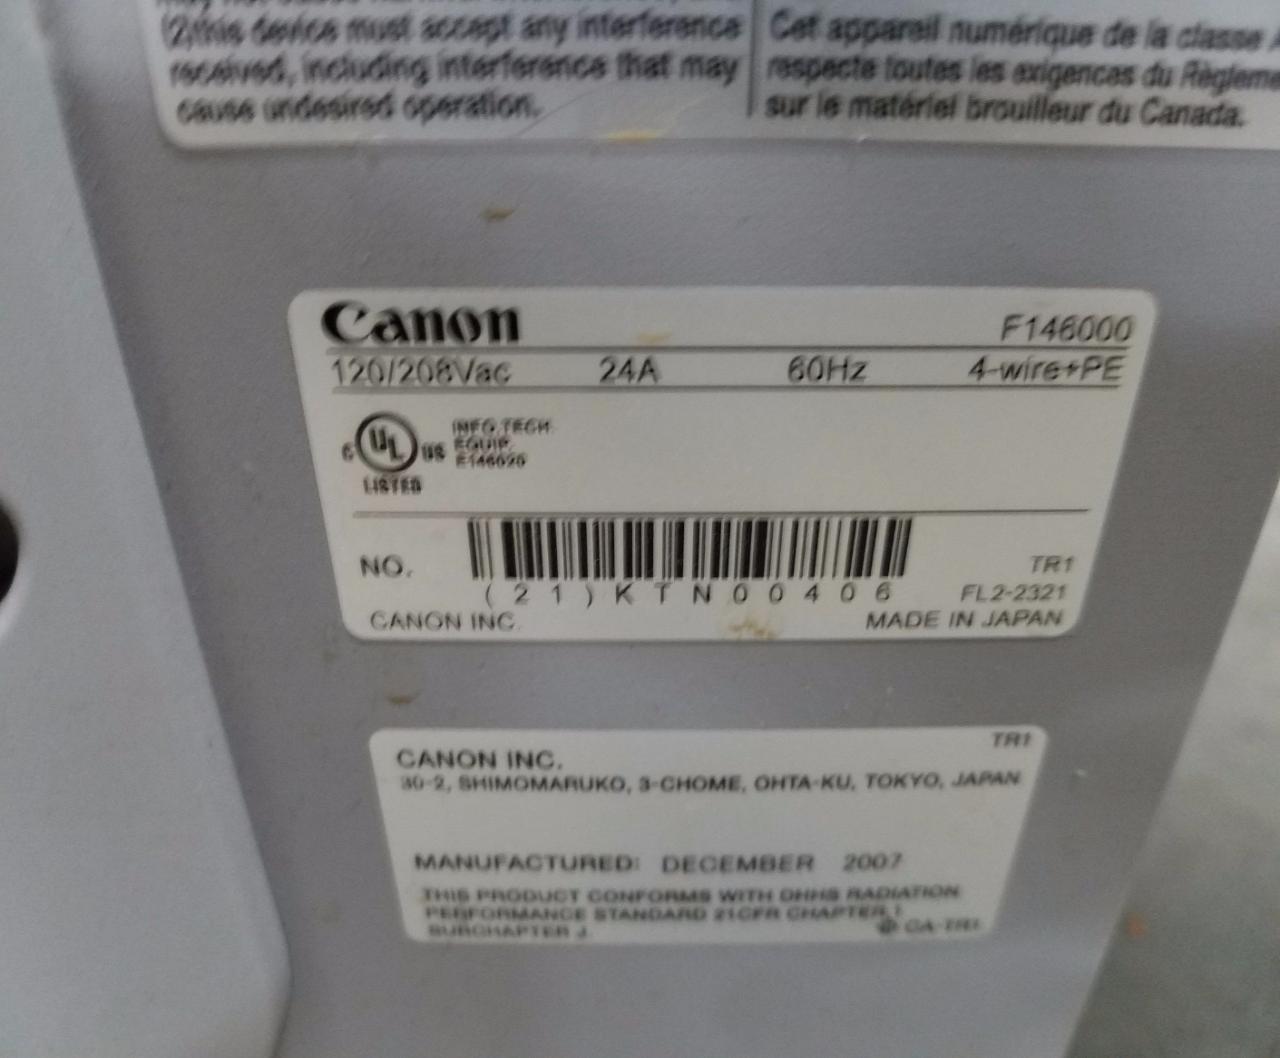 (2)this device must accept any interference
received, including interference that may
cause undesired operation.
Cet appareil numérique de la classe A
respecte toutes les exigences du Règleme
sur le matériel brouilleur du Canada.
Canon
F146000
120/208Vac 24A 60Hz 4-wire+PE
C UL US
INFO.TECH.
EQUIP.
E146020
LISTED
NO.
(21)KTN00406
TR1
FL2-2321
CANON INC.
MADE IN JAPAN
TR1
CANON INC.
30-2, SHIMOMARUKO, 3-CHOME, OHTA-KU, TOKYO, JAPAN
MANUFACTURED: DECEMBER 2007
THIS PRODUCT CONFORMS WITH DHHS RADIATION
PERFORMANCE STANDARD 21CFR CHAPTER 1
SUBCHAPTER J.
CA-TR1